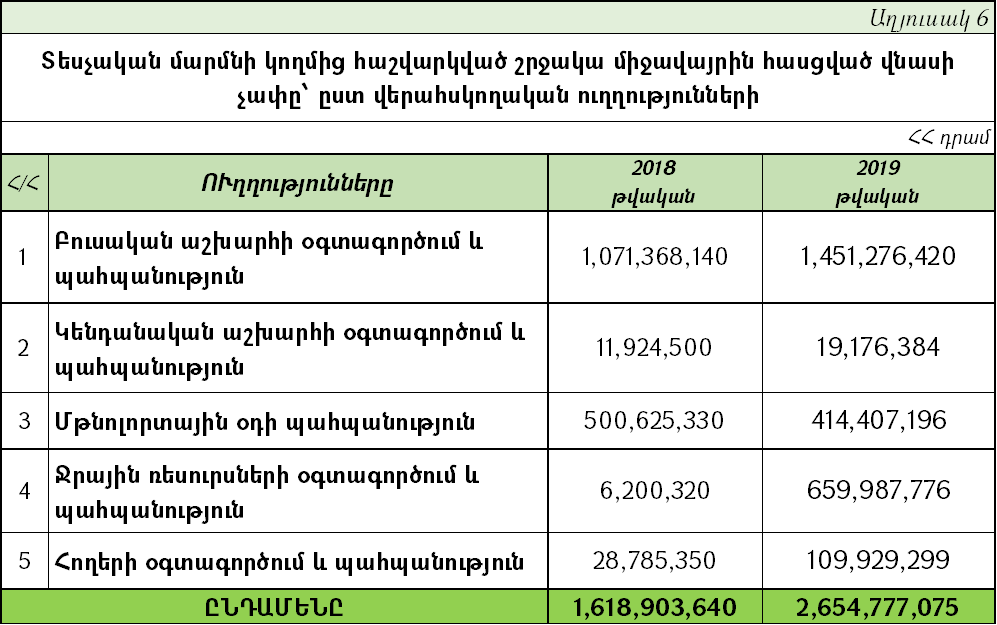 Աղյուսակ 6
Տեսչական մարմնի կողմից հաշվարկված շրջակա միջավայրին հասցված վնասի
չափը՝ ըստ վերահսկողական ուղղությունների
ՀՀ դրամ
Հ/Հ Ուղղությունները 2018 թվական 2019 թվական
1 Բուսական աշխարհի օգտագործում և
պահպանություն 1,071,368,140 1,451,276,420
2 Կենդանական աշխարհի օգտագործում և
պահպանություն 11,924,500 19,176,384
3 Մթնոլորտային օդի պահպանություն 500,625,330 414,407,196
4 Ջրային ռեսուրսների օգտագործում և
պահպանություն 6,200,320 659,987,776
5 Հողերի օգտագործում և պահպանություն 28,785,350 109,929,299
ԸՆԴԱՄԵՆԸ 1,618,903,640 2,654,777,075